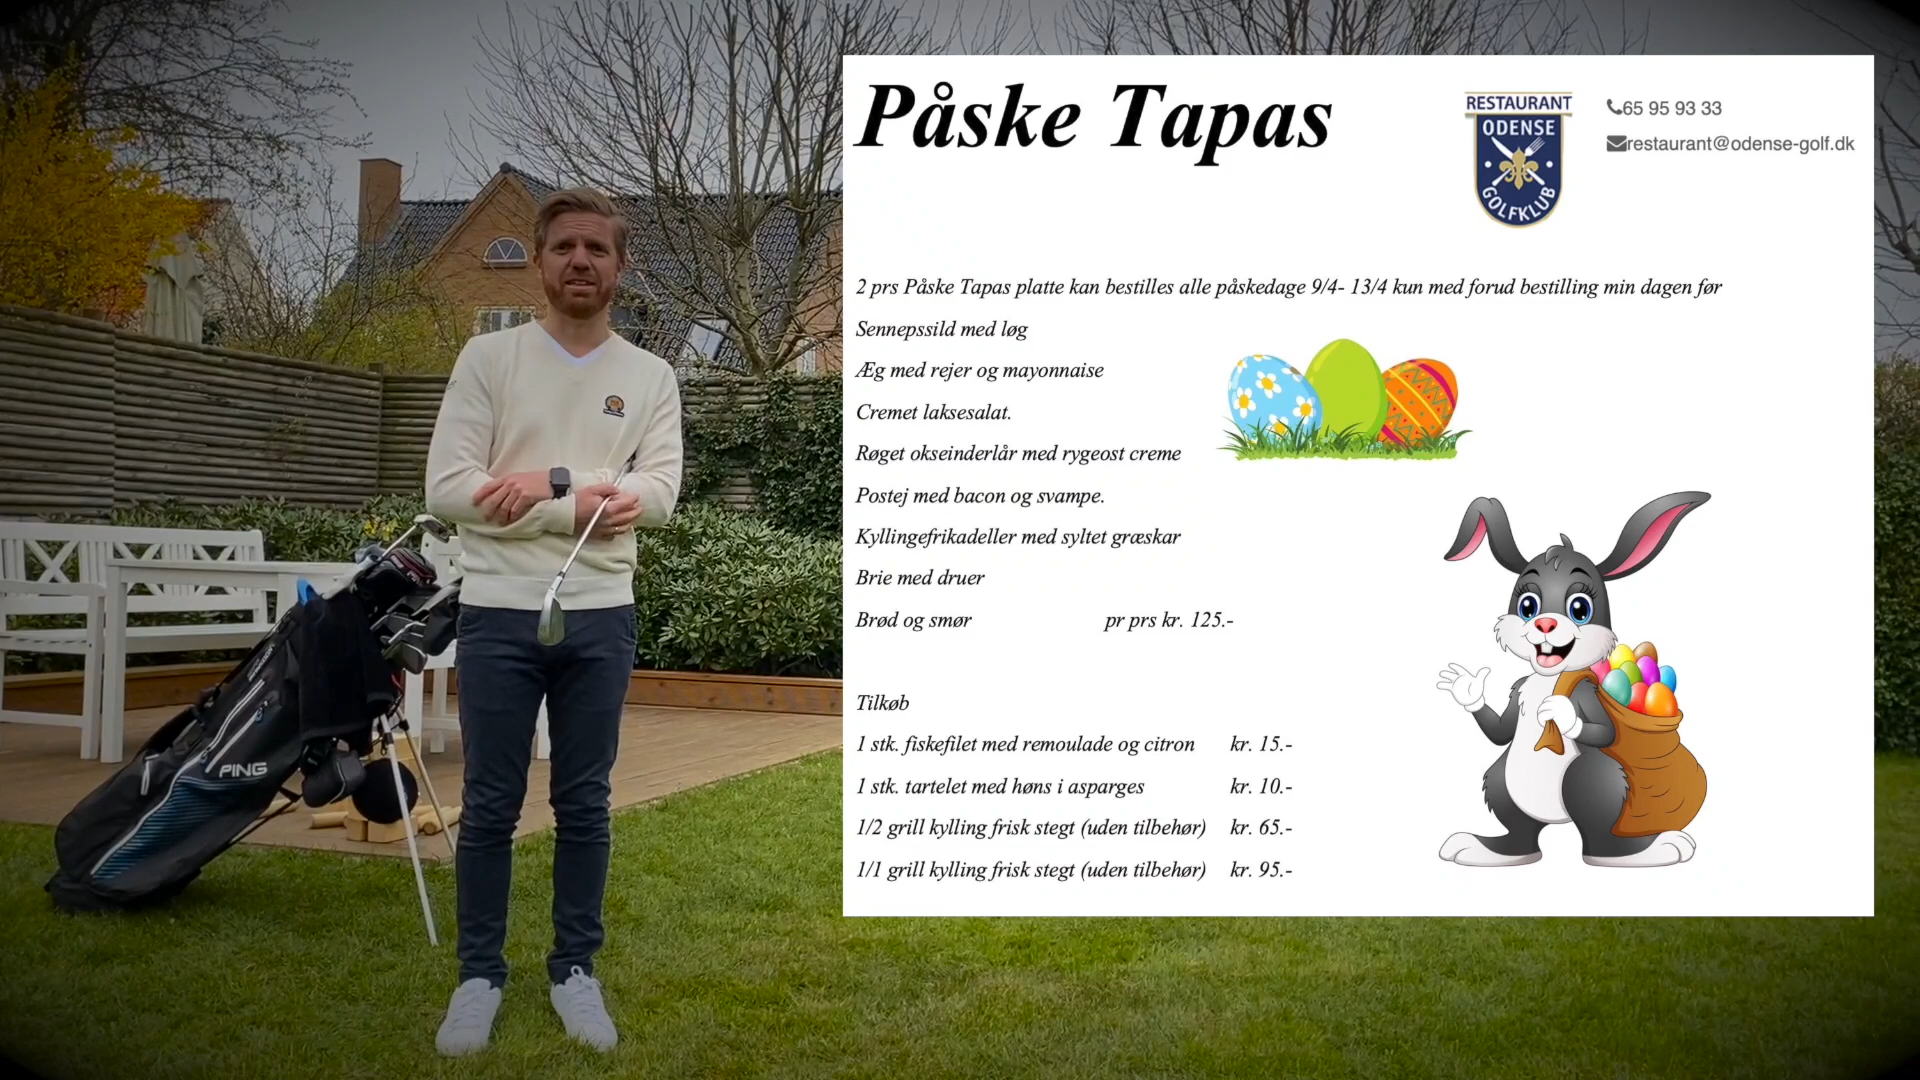 Påske Tapas
RESTAURANT
ODENSE
GOLFKLUB
65 95 93 33
restaurant@odense-golf.dk
2 prs Påske Tapas platte kan bestilles alle påskedage 9/4- 13/4 kun med forud bestilling min dagen før
Sennepssild med løg
Æg med rejer og mayonnaise
Cremet laksesalat.
Røget okseinderlår med rygeost creme
Postej med bacon og svampe.
Kyllingefrikadeller med syltet græskar
Brie med druer
Brød og smør pr prs kr. 125.-
Tilkøb
1 stk. fiskefilet med remoulade og citron kr. 15.-
1 stk. tartelet med høns i asparges kr. 10.-
1/2 grill kylling frisk stegt (uden tilbehør) kr. 65.-
1/1 grill kylling frisk stegt (uden tilbehør) kr. 95.-
PING